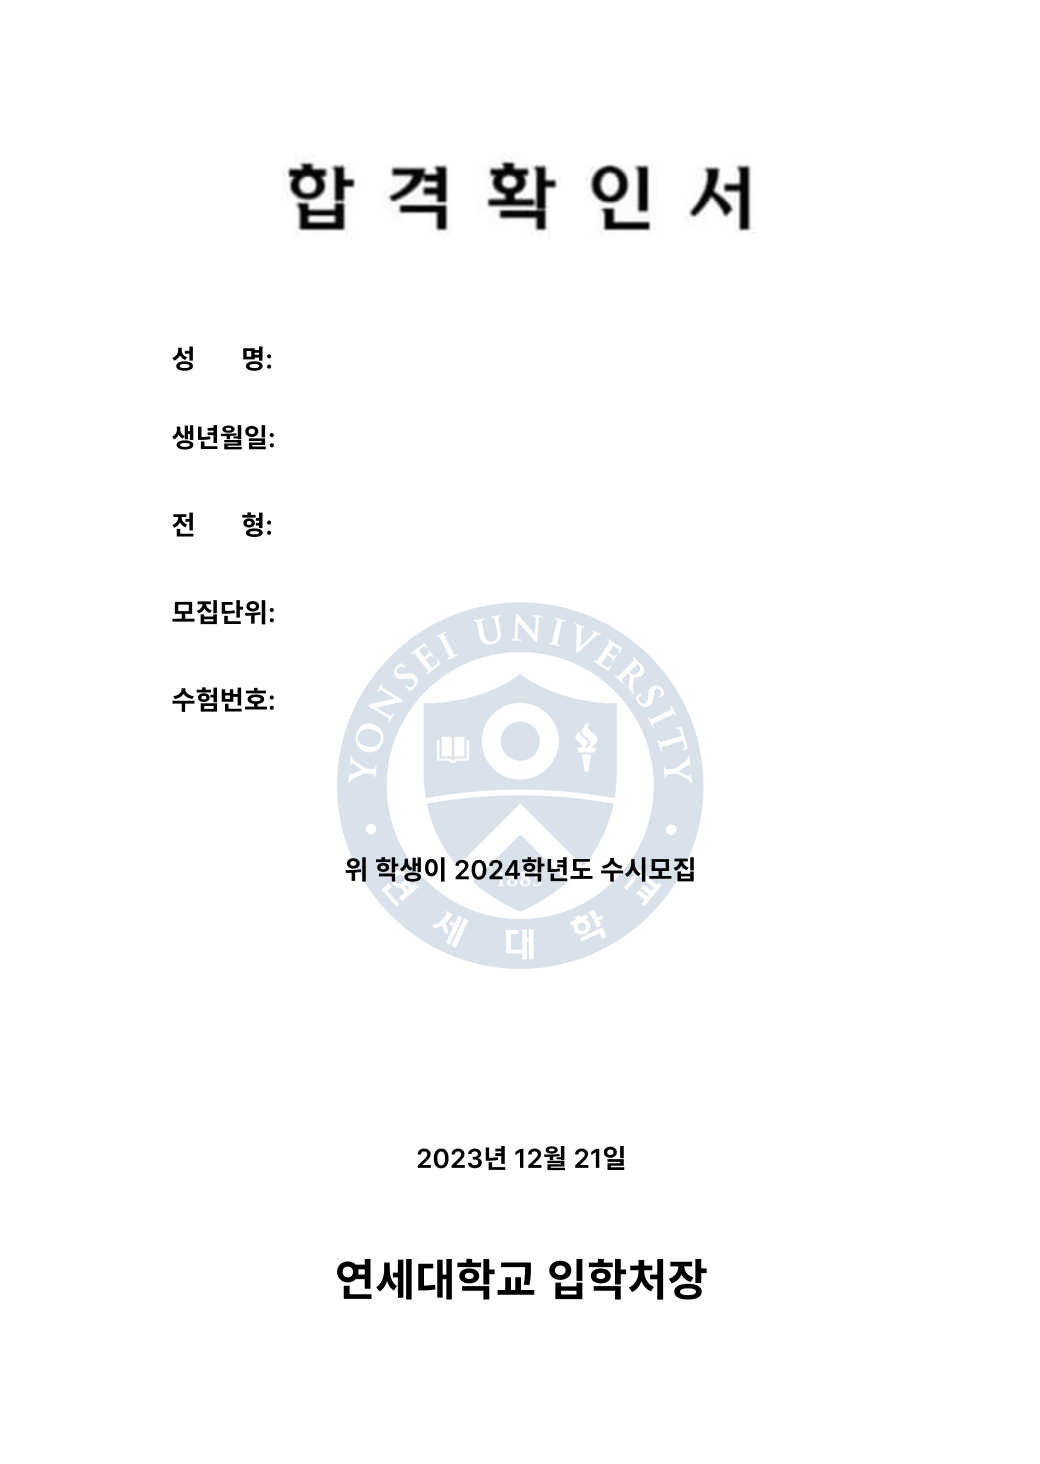 합 격 확 인 서
성 명:
생년월일:
전 형:
모집단위:
수험번호:
YONSEI UNIVERSITY
위 학생이 2024학년도 수시모집
1885
연 세 대 학 교
2023년 12월 21일
연세대학교 입학처장